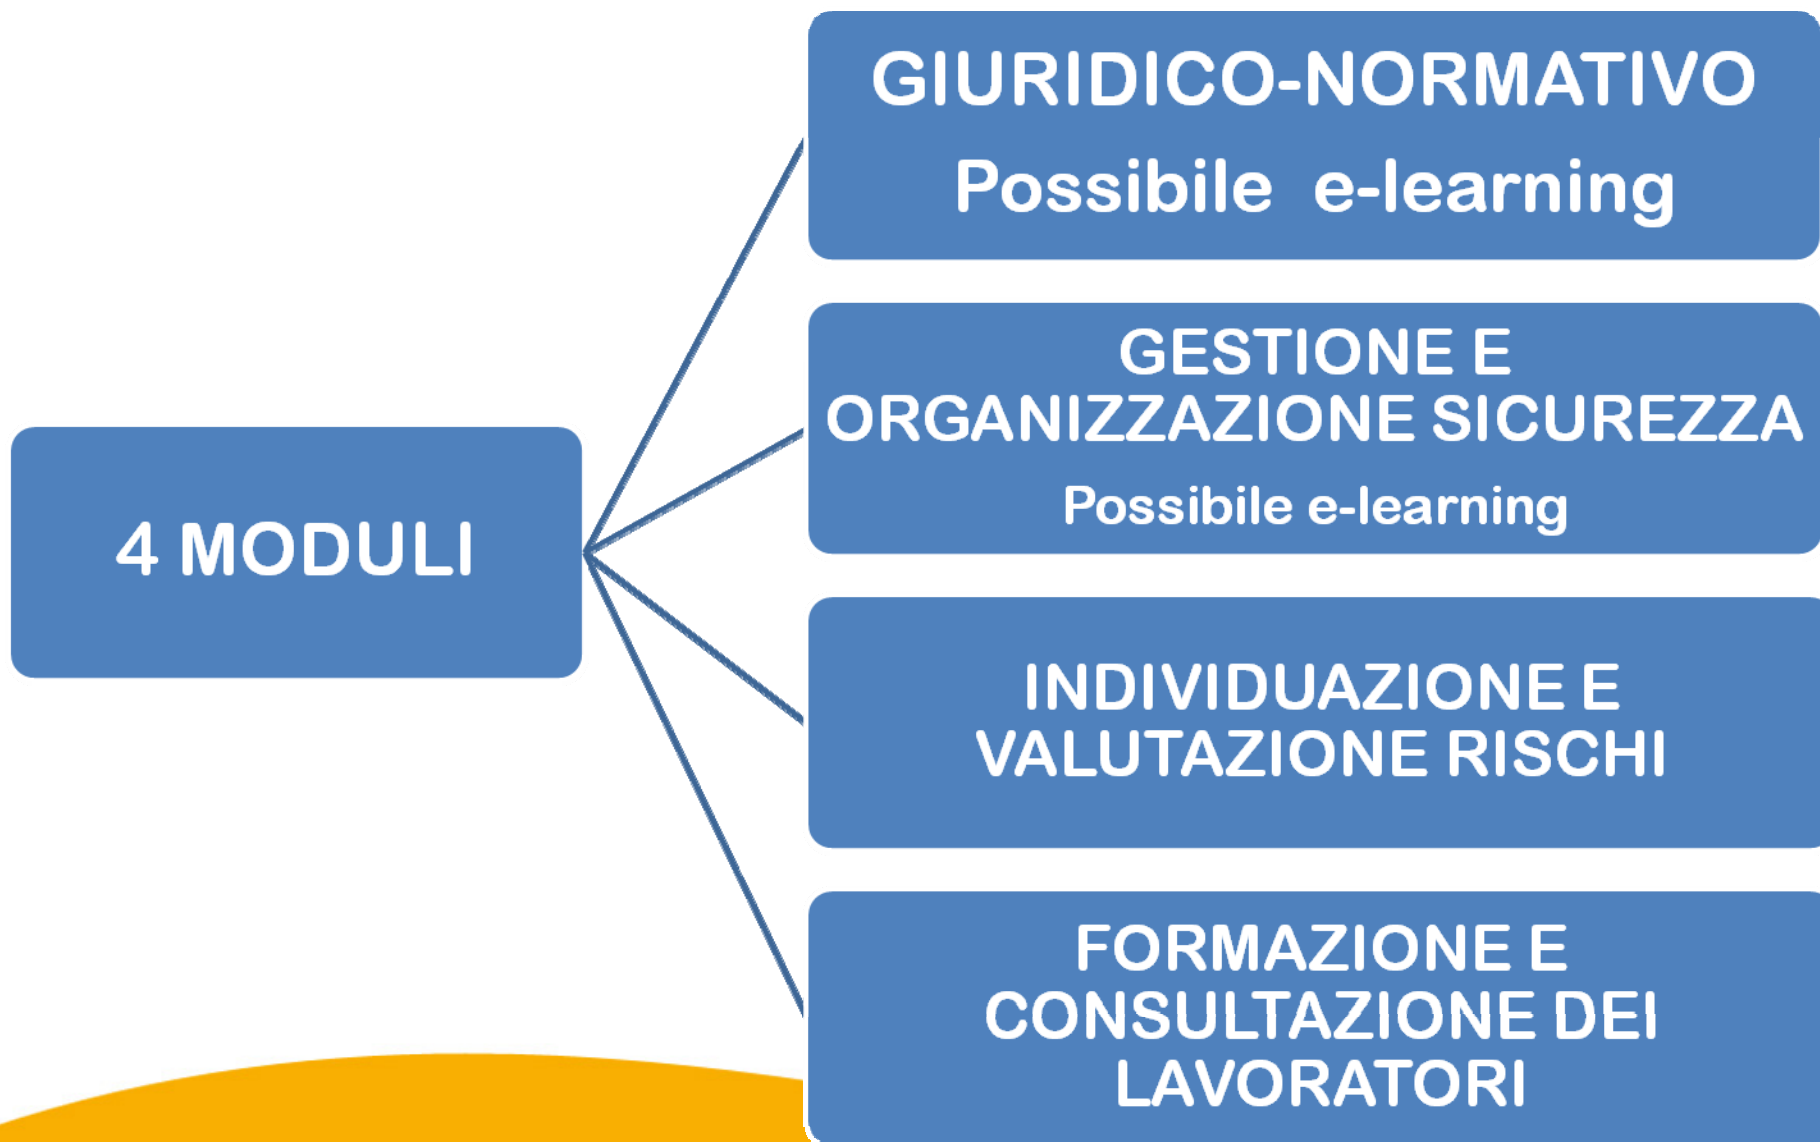 4 MODULI
GIURIDICO-NORMATIVO
Possibile e-learning
GESTIONE E
ORGANIZZAZIONE SICUREZZA
Possibile e-learning
INDIVIDUAZIONE E
VALUTAZIONE RISCHI
FORMAZIONE E
CONSULTAZIONE DEI
LAVORATORI